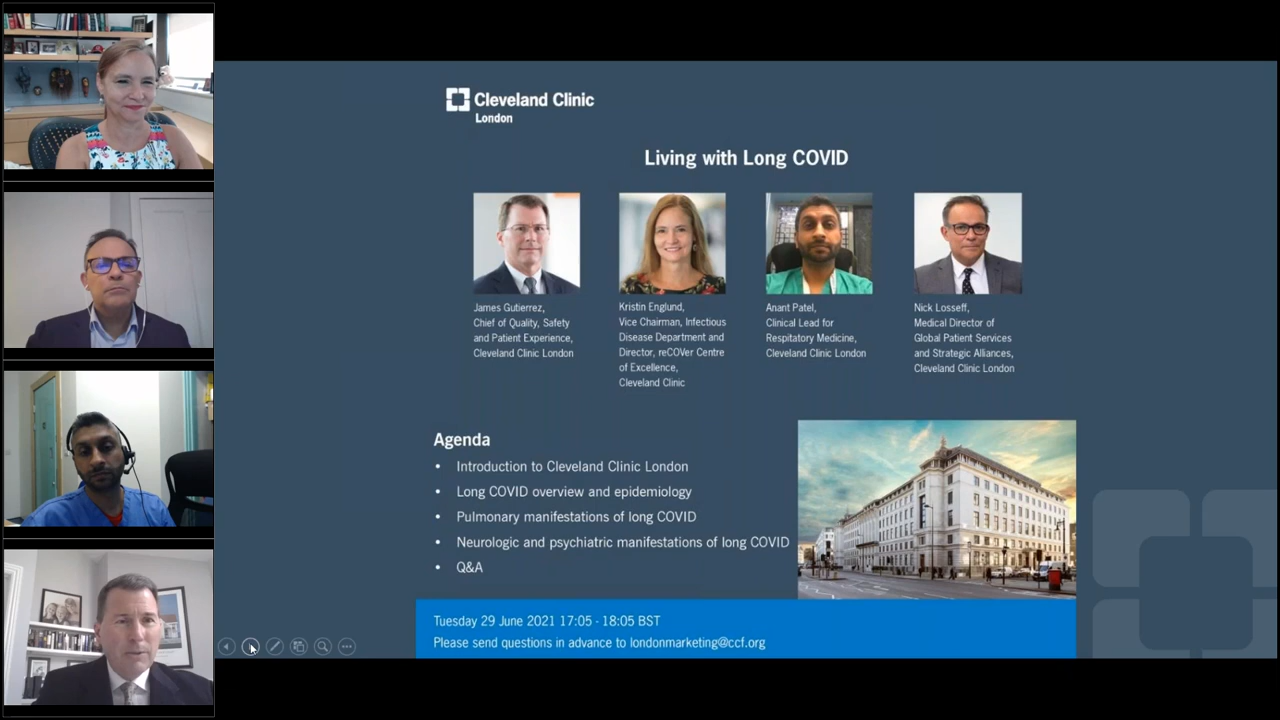 Cleveland Clinic
London
Living with Long COVID
James Gutierrez,
Chief of Quality, Safety
and Patient Experience,
Cleveland Clinic London
Kristin Englund,
Vice Chairman, Infectious
Disease Department and
Director, reCOVer Centre
of Excellence,
Cleveland Clinic
Anant Patel,
Clinical Lead for
Respitatory Medicine,
Cleveland Clinic London
Nick Losseff,
Medical Director of
Global Patient Services
and Strategic Alliances,
Cleveland Clinic London
Agenda
• Introduction to Cleveland Clinic London
• Long COVID overview and epidemiology
• Pulmonary manifestations of long COVID
• Neurologic and psychiatric manifestations of long COVID
• Q&A
Tuesday 29 June 2021 17:05 - 18:05 BST
Please send questions in advance to londonmarketing@ccf.org